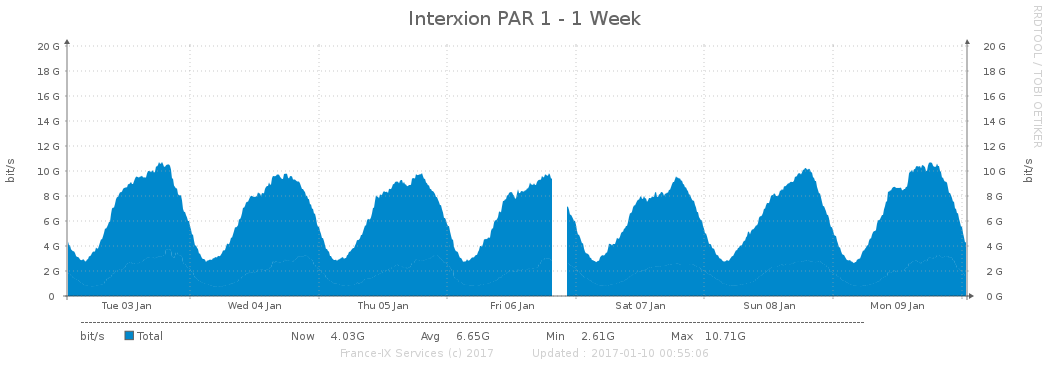 Interxion PAR 1 - 1 Week
RRDTOOL / TOBI OETIKER
20 G 20 G
18 G 18 G
16 G 16 G
14 G 14 G
12 G 12 G
10 G 10 G
8 G 8 G
6 G 6 G
4 G 4 G
2 G 2 G
0 0 G
bit/s
bit/s
Tue 03 Jan Wed 04 Jan Thu 05 Jan Fri 06 Jan Sat 07 Jan Sun 08 Jan Mon 09 Jan
bit/s Total Now 4.03G Avg 6.65G Min 2.61G Max 10.71G
France-IX Services (c) 2017 Updated : 2017-01-10 00:55:06